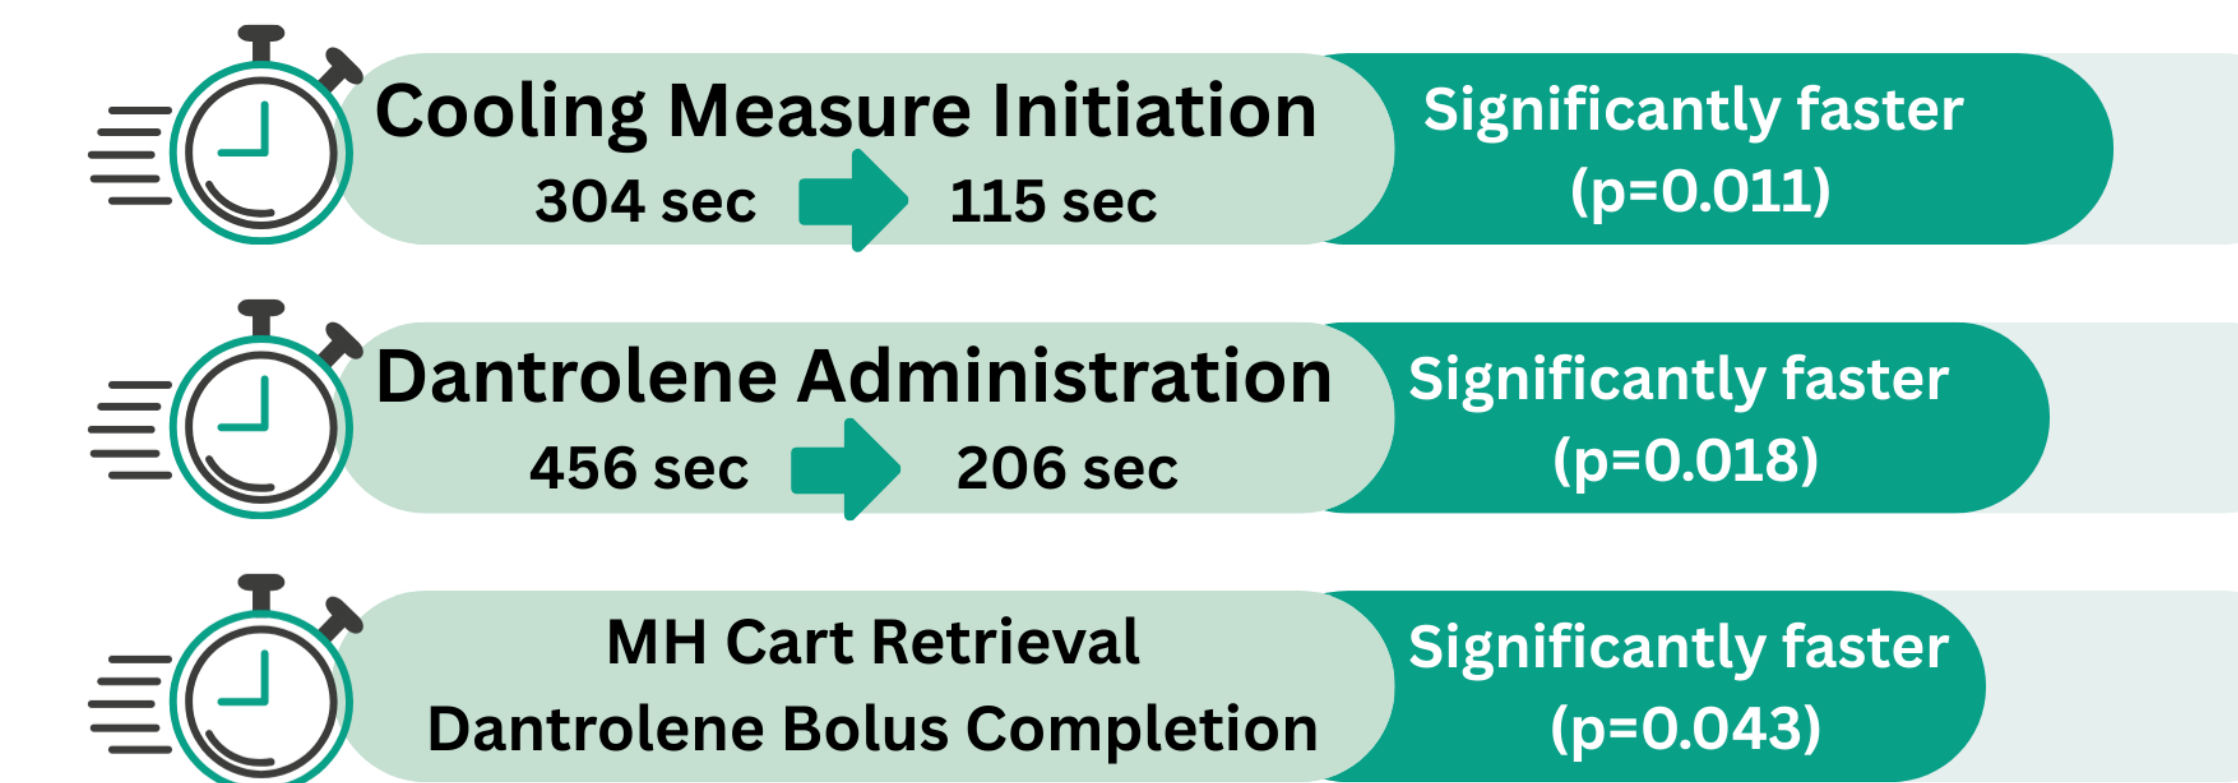 Cooling Measure Initiation
304 sec 115 sec
Significantly faster
(p=0.011)
Dantrolene Administration
456 sec 206 sec
Significantly faster
(p=0.018)
MH Cart Retrieval
Dantrolene Bolus Completion
Significantly faster
(p=0.043)